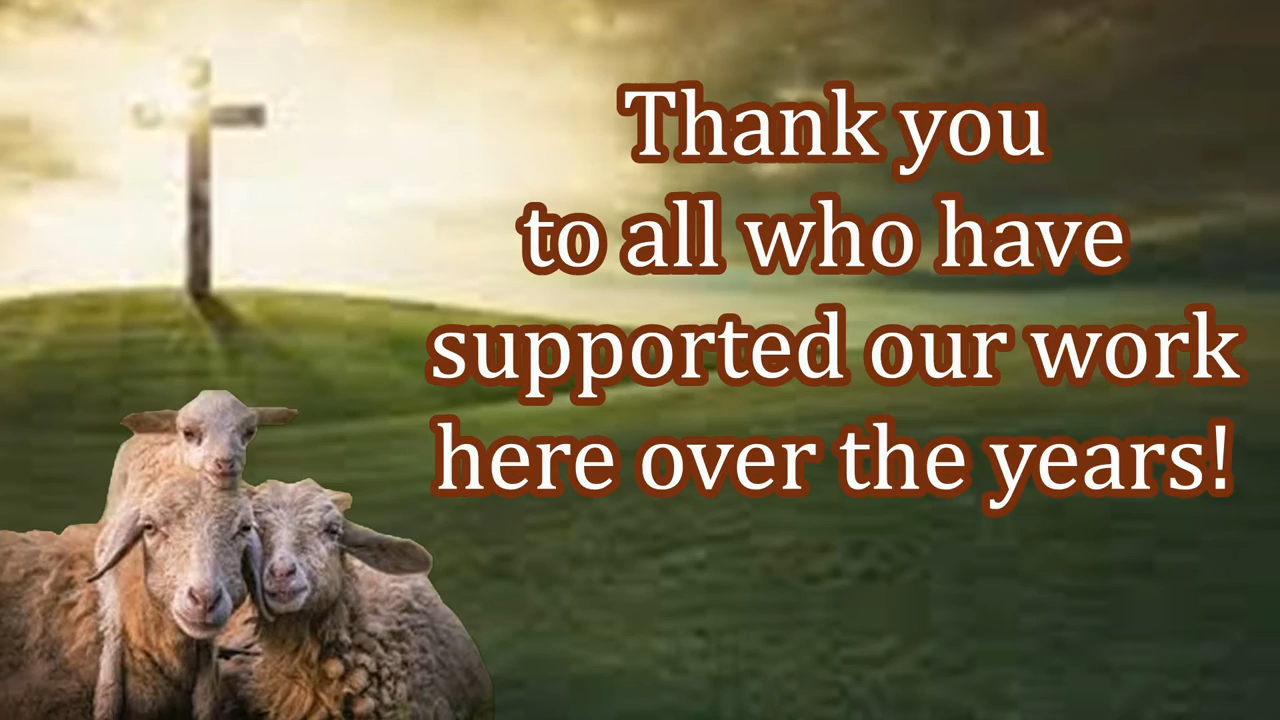 Thank you
to all who have
supported our work
here over the years!